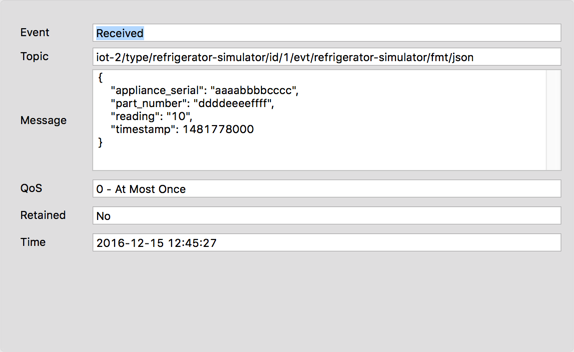 Event Received
Topic iot-2/type/refrigerator-simulator/id/1/evt/refrigerator-simulator/fmt/json
Message
{
"appliance_serial": "aaaabbbbcccc",
"part_number": "ddddeeeeffff",
"reading": "10",
"timestamp": 1481778000
}
QoS 0 - At Most Once
Retained No
Time 2016-12-15 12:45:27